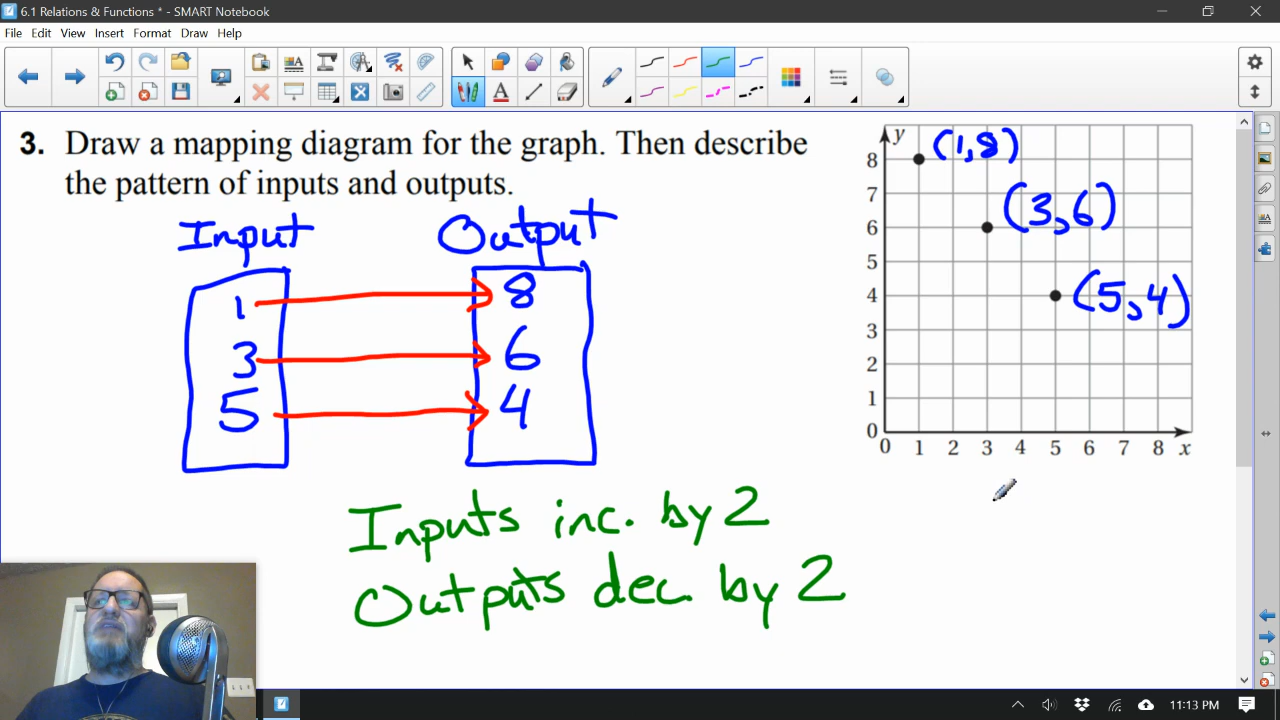 6.1 Relations & Functions * - SMART Notebook
File Edit View Insert Format Draw Help
3. Draw a mapping diagram for the graph. Then describe
the pattern of inputs and outputs.
Input Output
1 8
3 6
5 4
Inputs inc. by 2
Outputs dec. by 2
y
(1,8)
(3,6)
(5,4)
8
7
6
5
4
3
2
1
0
0 1 2 3 4 5 6 7 8 x
11:13 PM